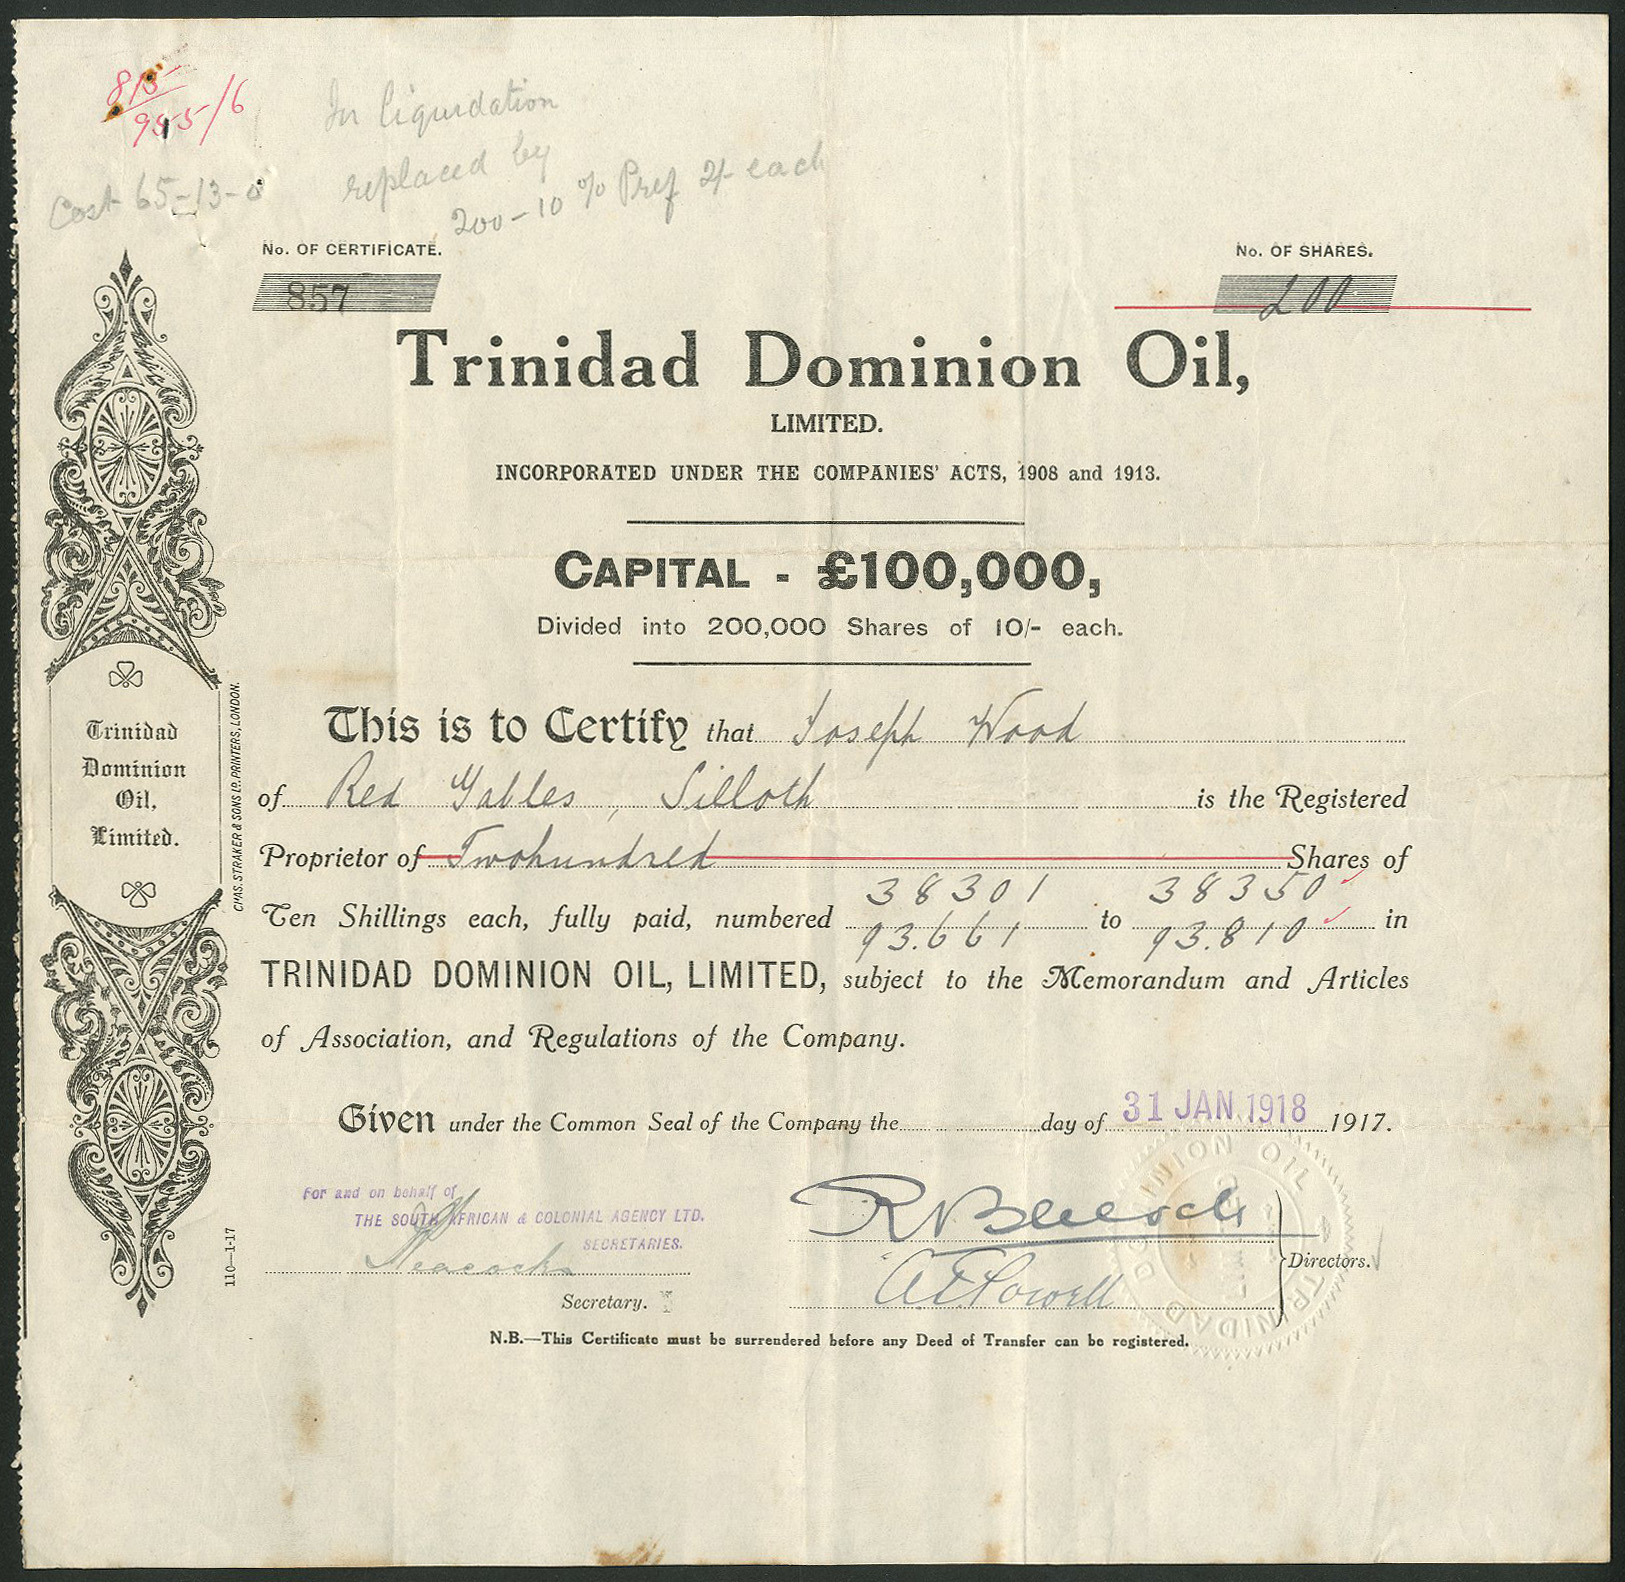 815
945/6
In liquidation
replaced by
200-10 % Pref 2/- each
Cost 65-13-0
No. OF CERTIFICATE.
No. OF SHARES.
857
200
Trinidad Dominion Oil,
LIMITED.
INCORPORATED UNDER THE COMPANIES' ACTS, 1908 and 1913.
CAPITAL - £100,000,
Divided into 200,000 Shares of 10/- each.
This is to Certify that Joseph Wood
of Red Gables, Silloth is the Registered
Proprietor of Twohundred Shares of
38301 38350
Ten Shillings each, fully paid, numbered to in
93.661 93.810
TRINIDAD DOMINION OIL, LIMITED, subject to the Memorandum and Articles
of Association, and Regulations of the Company.
Given under the Common Seal of the Company the day of 31 JAN. 1918 1917.
For and on behalf of
THE SOUTH AFRICAN & COLONIAL AGENCY LTD.
SECRETARIES.
Secretary.
A E Powell
Directors.
N.B.—This Certificate must be surrendered before any Deed of Transfer can be registered.
Trinidad
Dominion
Oil,
Limited.
CHAS. STRAKER & SONS LD. PRINTERS, LONDON.
110—1-17
TRINIDAD DOMINION OIL